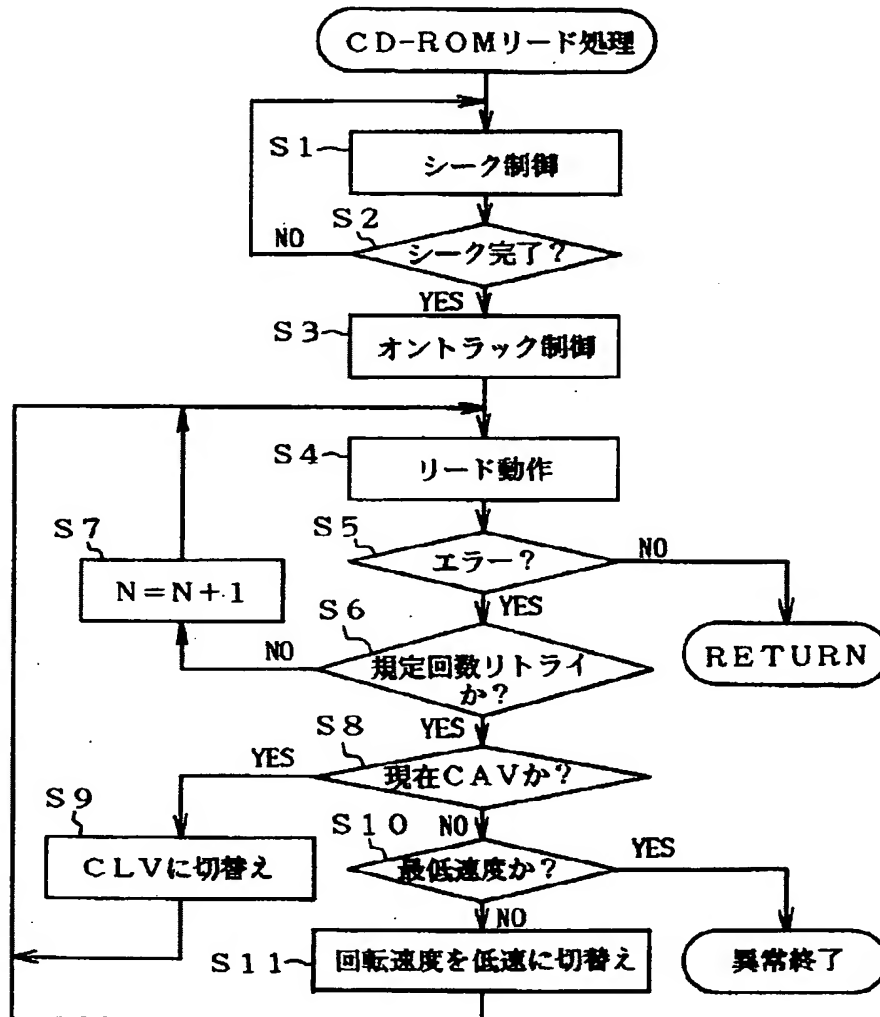 CD-ROMリード処理
S1
シーク制御
S2
NO
シーク完了?
YES
S3
オントラック制御
S4
リード動作
S7
S5
エラー?
NO
N=N+1
YES
S6
NO
規定回数リトライ
か?
RETURN
YES
S8
YES
現在CAVか?
S9
S10
NO
CLVに切替え
最低速度か?
YES
NO
S11
回転速度を低速に切替え
異常終了